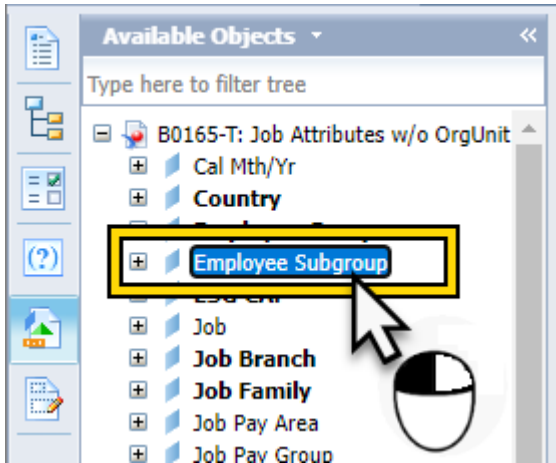 Available Objects
Type here to filter tree
B0165-T: Job Attributes w/o OrgUnit
Cal Mth/Yr
Country
Employee Subgroup
Job
Job Branch
Job Family
Job Pay Area
Job Pay Group